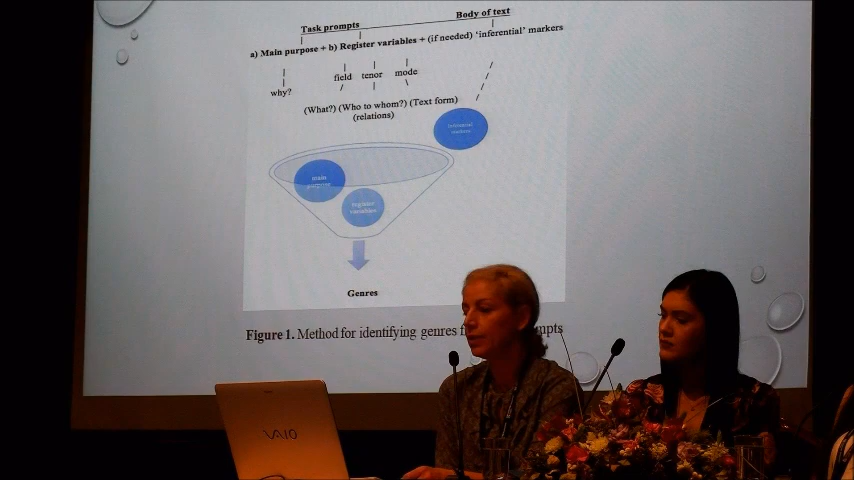 Task prompts
Body of text
a) Main purpose + b) Register variables + (if needed) 'inferential' markers
why?
field tenor mode
(What?) (Who to whom?) (Text form)
(relations)
main
purpose
register
variables
Genres
Figure 1. Method for identifying genres
VAIO